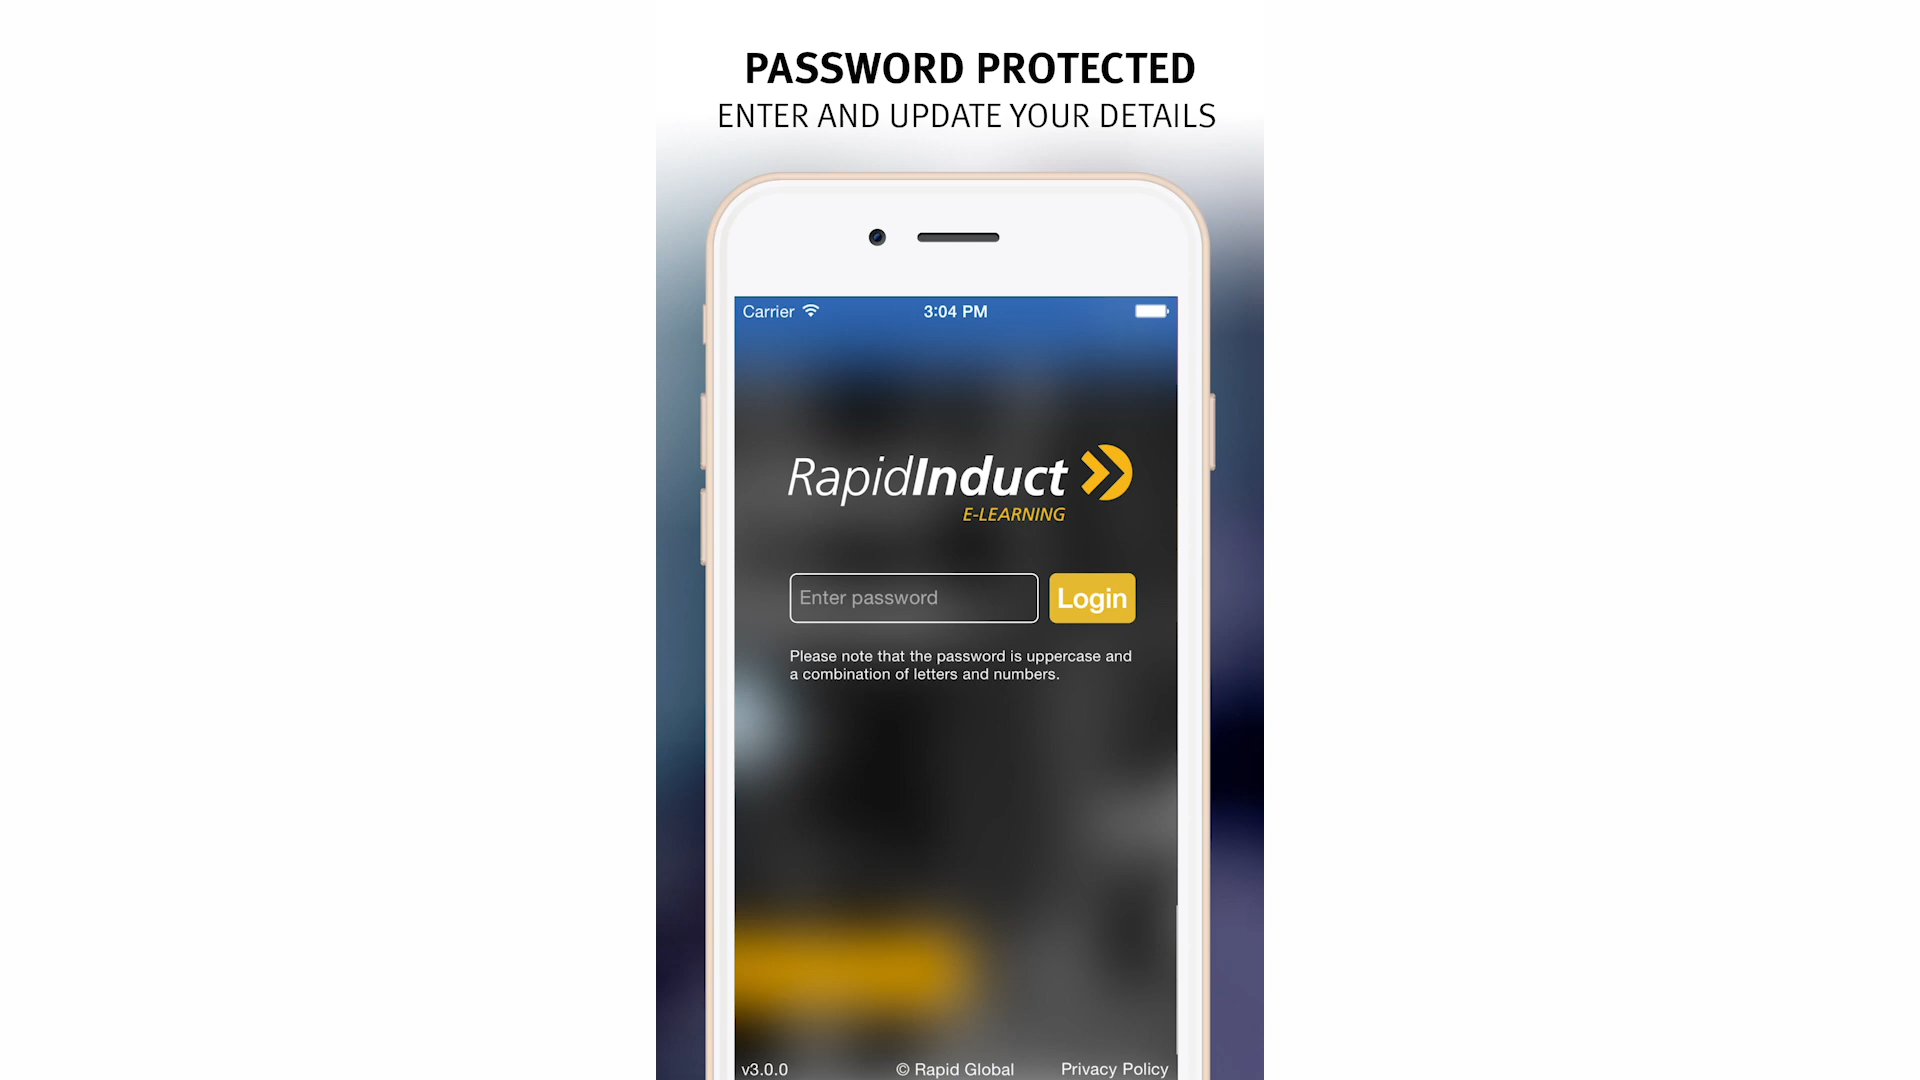 PASSWORD PROTECTED
ENTER AND UPDATE YOUR DETAILS
Carrier 3:04 PM
RapidInduct
E-LEARNING
Enter password Login
Please note that the password is uppercase and
a combination of letters and numbers.
v3.0.0 © Rapid Global Privacy Policy